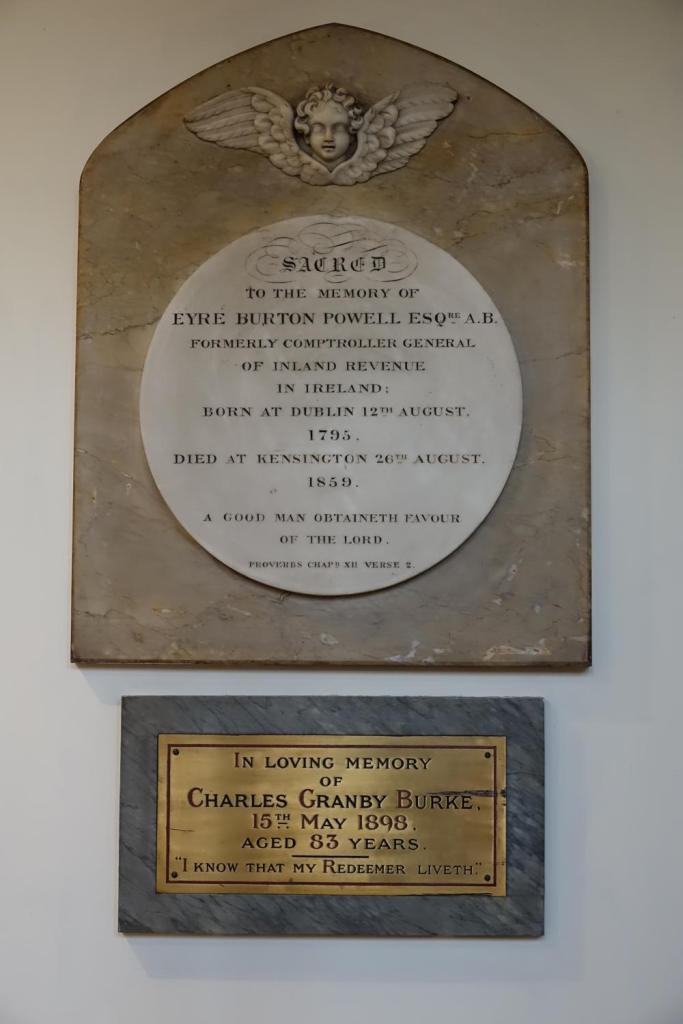 SACRED
TO THE MEMORY OF
EYRE BURTON POWELL ESQRE A.B.
FORMERLY COMPTROLLER GENERAL
OF INLAND REVENUE
IN IRELAND;
BORN AT DUBLIN 12TH AUGUST,
1795.
DIED AT KENSINGTON 26TH AUGUST.
1859.
A GOOD MAN OBTAINETH FAVOUR
OF THE LORD.
PROVERBS CHAPR XII VERSE 2.
IN LOVING MEMORY
OF
CHARLES GRANBY BURKE,
15TH MAY 1898.
AGED 83 YEARS.
"I KNOW THAT MY REDEEMER LIVETH."